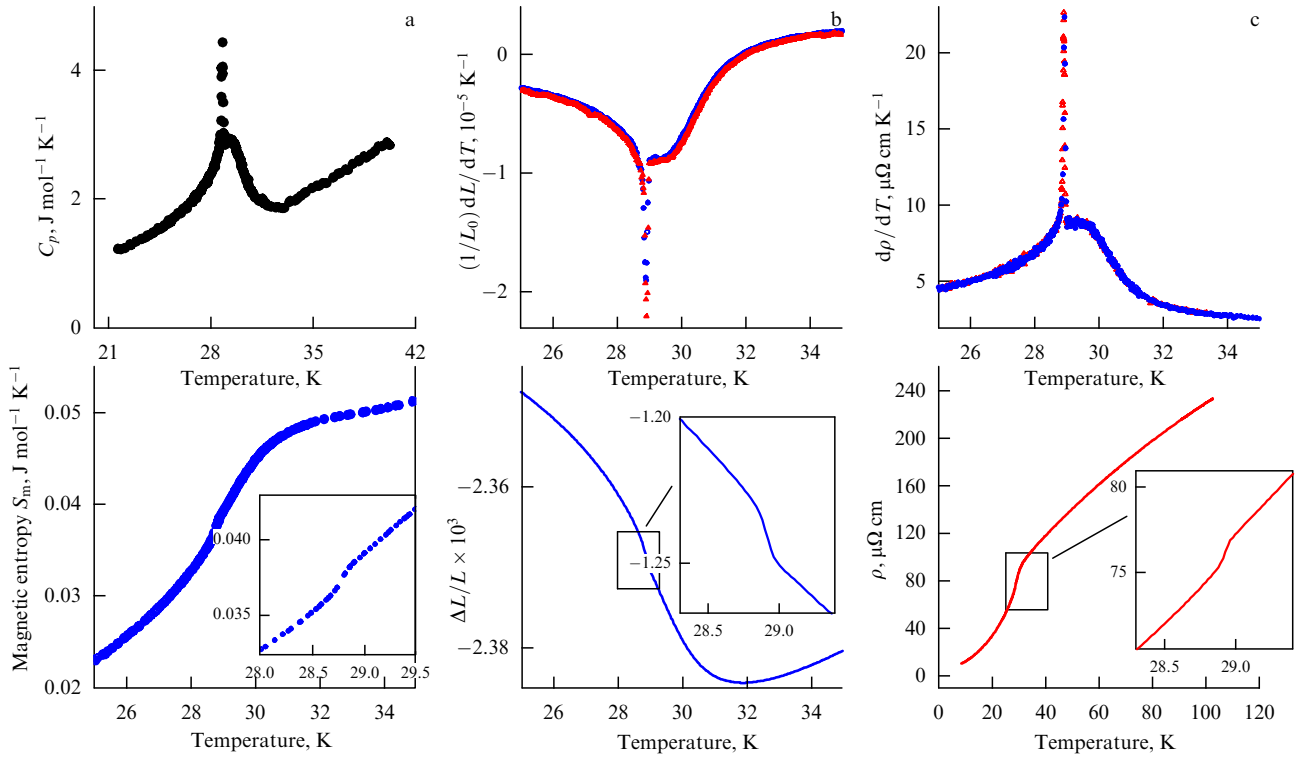 a
4
2
0
21 28 35 42
Temperature, K
C_p, J mol⁻¹ K⁻¹
b
0
−1
−2
26 28 30 32 34
Temperature, K
(1/L₀) dL/dT, 10⁻⁵ K⁻¹
c
20
15
10
5
26 28 30 32 34
Temperature, K
dρ/dT, μΩ cm K⁻¹
0.05
0.04
0.03
0.02
26 28 30 32 34
Temperature, K
Magnetic entropy Sₘ, J mol⁻¹ K⁻¹
0.040
0.035
28.0 28.5 29.0 29.5
−2.36
−2.38
26 28 30 32 34
Temperature, K
ΔL/L × 10³
−1.20
−1.25
28.5 29.0
240
200
160
120
80
40
0
0 20 40 60 80 100 120
Temperature, K
ρ, μΩ cm
80
75
28.5 29.0